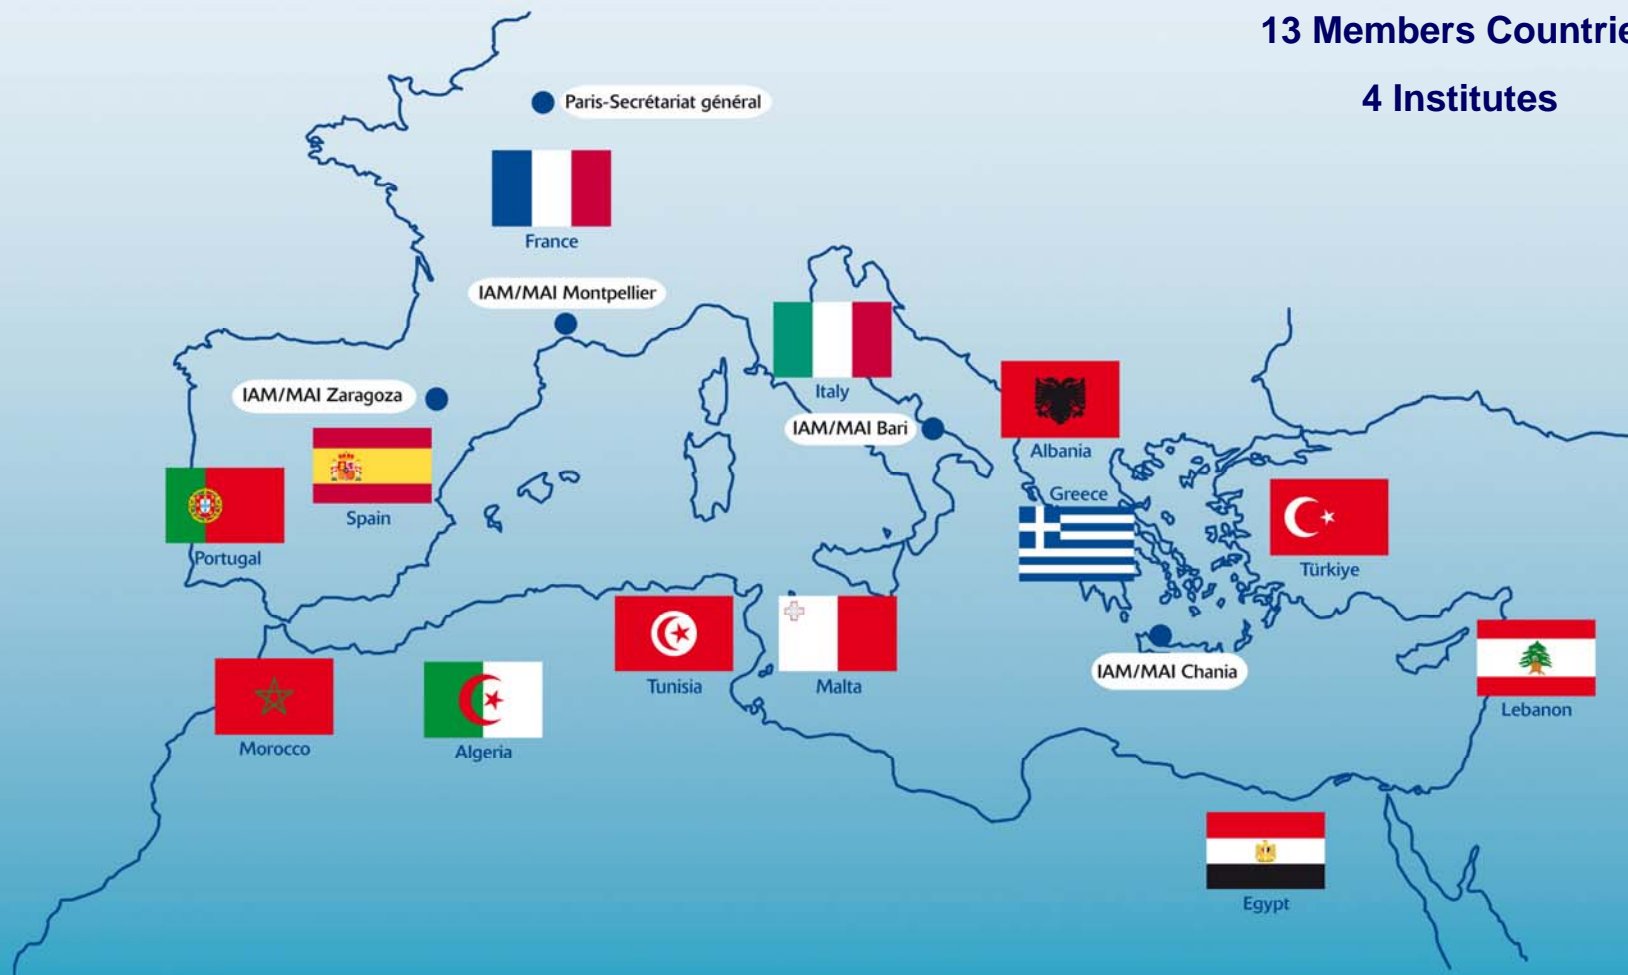 13 Members Countrie
4 Institutes
Paris-Secrétariat général
France
IAM/MAI Montpellier
IAM/MAI Zaragoza
Italy
IAM/MAI Bari
Albania
Greece
Spain
Portugal
Türkiye
Tunisia
Malta
IAM/MAI Chania
Lebanon
Morocco
Algeria
Egypt